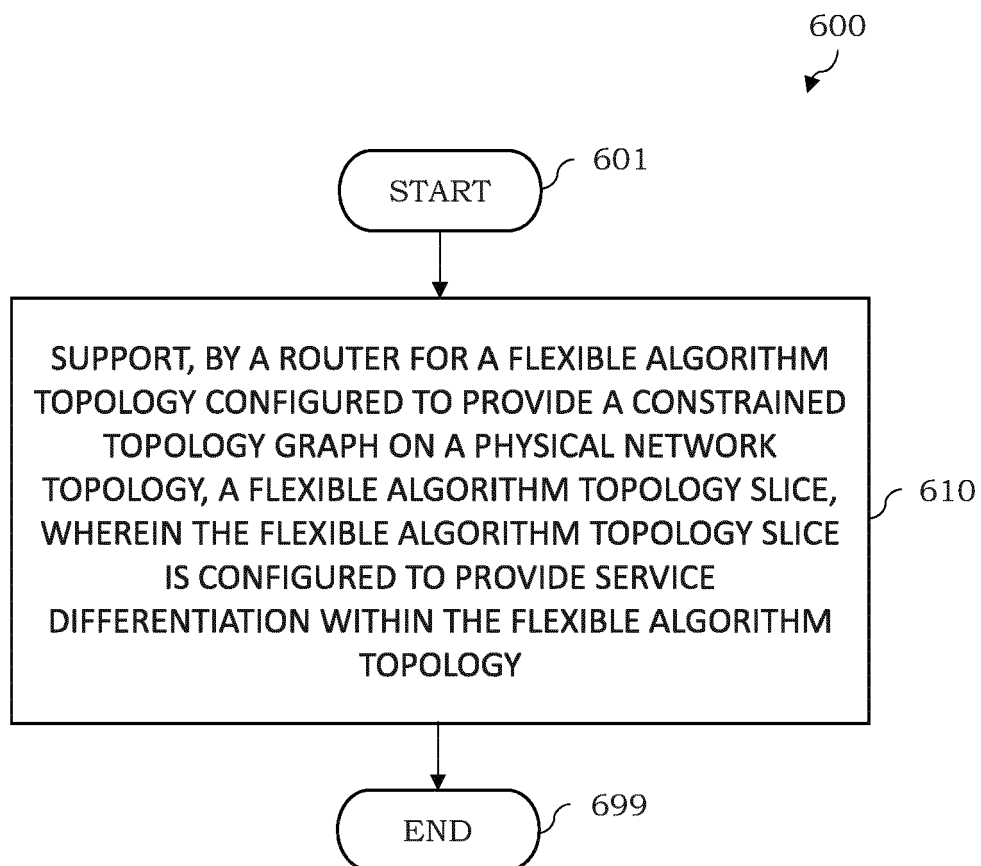 600
START
601
SUPPORT, BY A ROUTER FOR A FLEXIBLE ALGORITHM
TOPOLOGY CONFIGURED TO PROVIDE A CONSTRAINED
TOPOLOGY GRAPH ON A PHYSICAL NETWORK
TOPOLOGY, A FLEXIBLE ALGORITHM TOPOLOGY SLICE,
WHEREIN THE FLEXIBLE ALGORITHM TOPOLOGY SLICE
IS CONFIGURED TO PROVIDE SERVICE
DIFFERENTIATION WITHIN THE FLEXIBLE ALGORITHM
TOPOLOGY
610
END
699